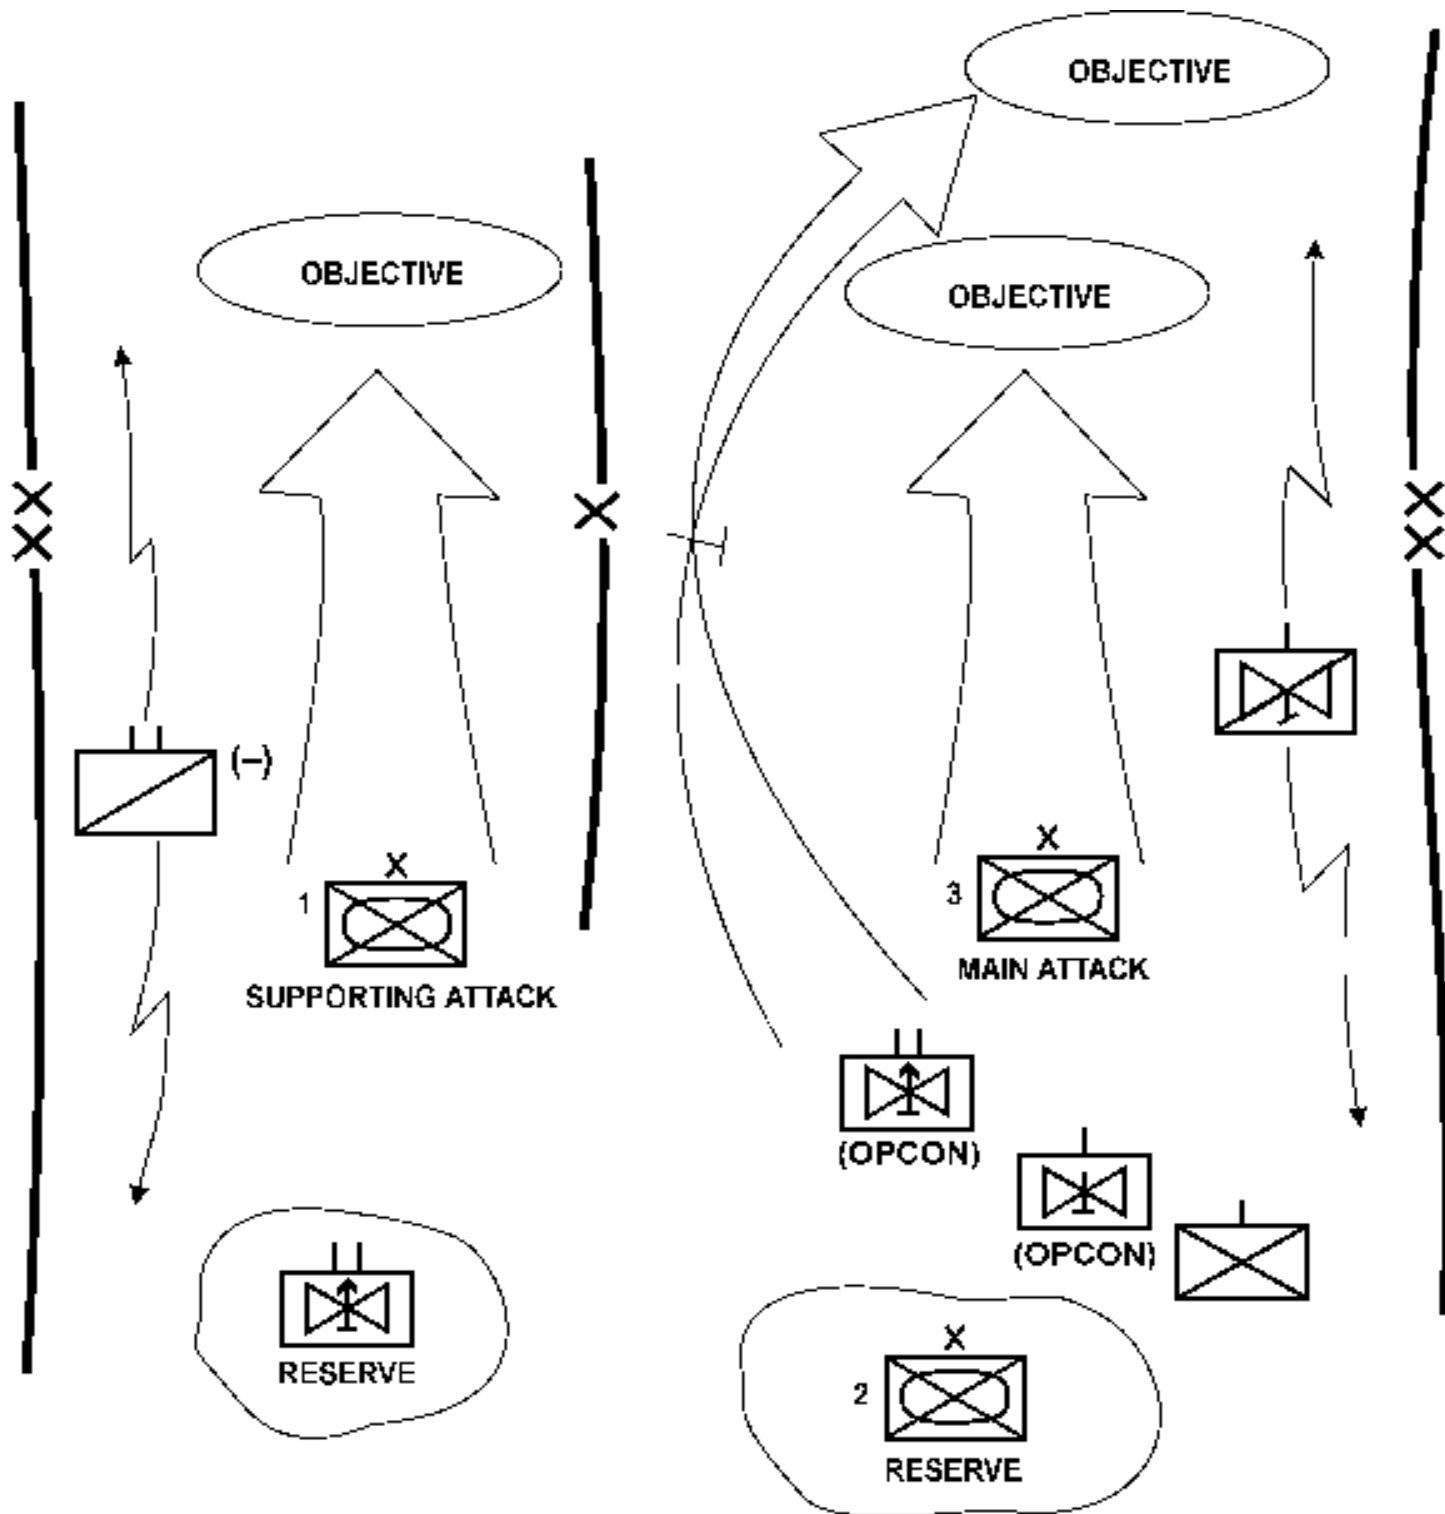 OBJECTIVE
OBJECTIVE
OBJECTIVE
X
X
X
X
X
(–)
X
1
SUPPORTING ATTACK
X
3
MAIN ATTACK
(OPCON)
(OPCON)
RESERVE
X
2
RESERVE